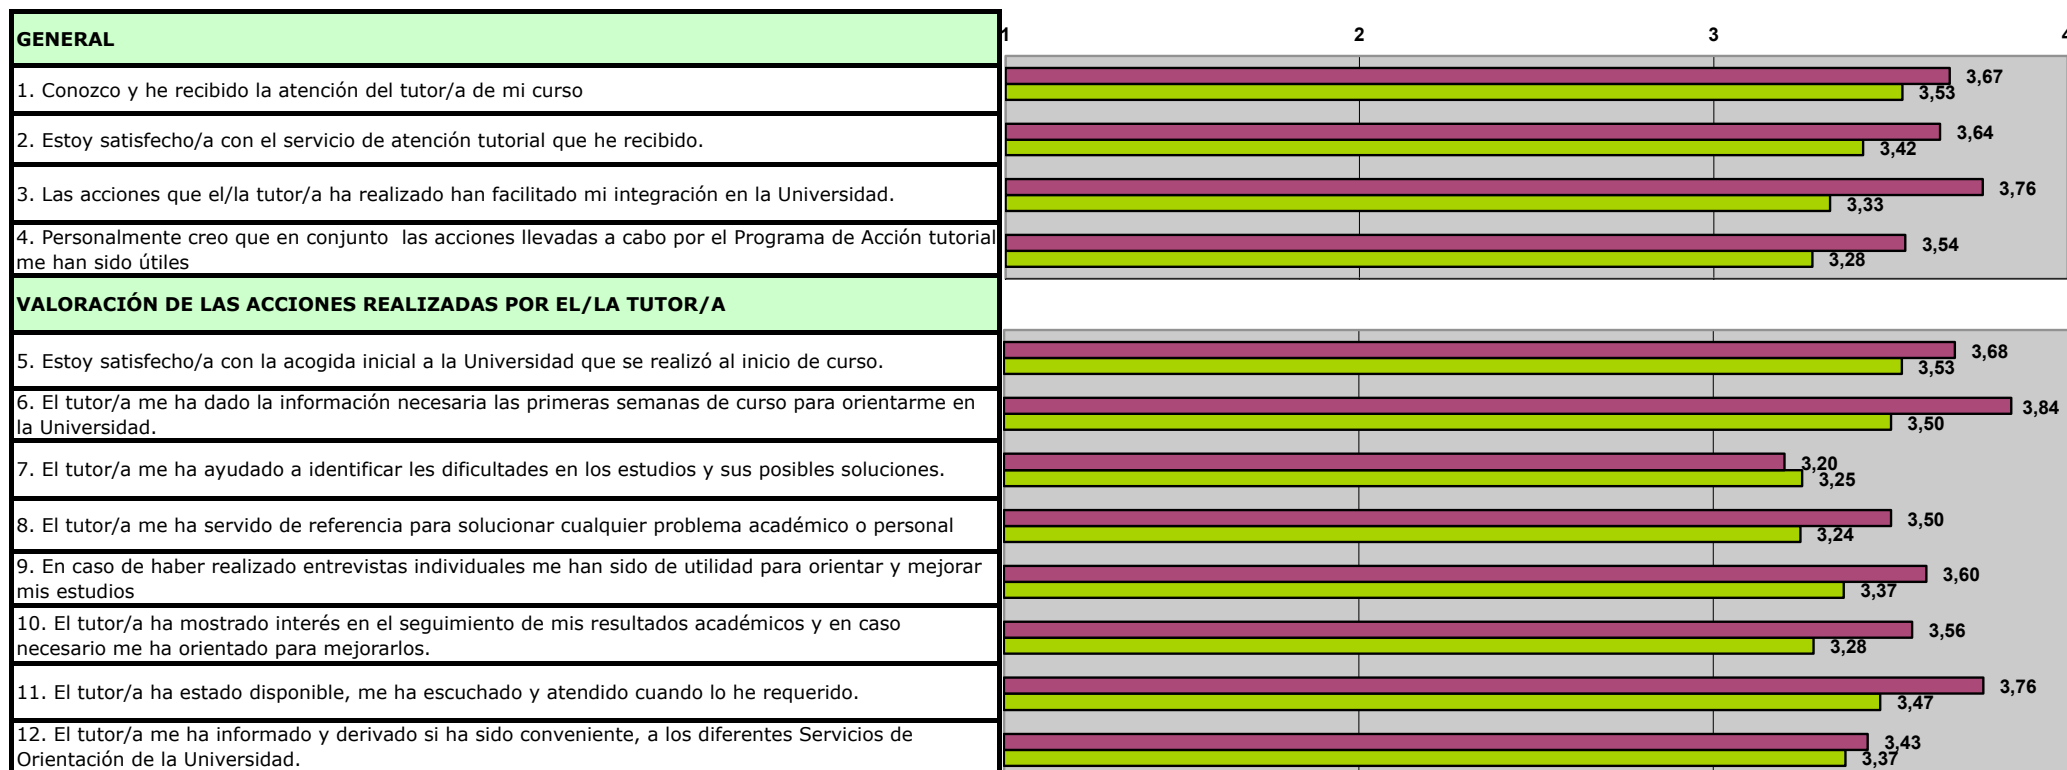 GENERAL
1
2
3
4
1. Conozco y he recibido la atención del tutor/a de mi curso
3,67
3,53
2. Estoy satisfecho/a con el servicio de atención tutorial que he recibido.
3,64
3,42
3. Las acciones que el/la tutor/a ha realizado han facilitado mi integración en la Universidad.
3,76
3,33
4. Personalmente creo que en conjunto las acciones llevadas a cabo por el Programa de Acción tutorial
me han sido útiles
3,54
3,28
VALORACIÓN DE LAS ACCIONES REALIZADAS POR EL/LA TUTOR/A
5. Estoy satisfecho/a con la acogida inicial a la Universidad que se realizó al inicio de curso.
3,68
3,53
6. El tutor/a me ha dado la información necesaria las primeras semanas de curso para orientarme en
la Universidad.
3,84
3,50
7. El tutor/a me ha ayudado a identificar les dificultades en los estudios y sus posibles soluciones.
3,20
3,25
8. El tutor/a me ha servido de referencia para solucionar cualquier problema académico o personal
3,50
3,24
9. En caso de haber realizado entrevistas individuales me han sido de utilidad para orientar y mejorar
mis estudios
3,60
3,37
10. El tutor/a ha mostrado interés en el seguimiento de mis resultados académicos y en caso
necesario me ha orientado para mejorarlos.
3,56
3,28
11. El tutor/a ha estado disponible, me ha escuchado y atendido cuando lo he requerido.
3,76
3,47
12. El tutor/a me ha informado y derivado si ha sido conveniente, a los diferentes Servicios de
Orientación de la Universidad.
3,43
3,37